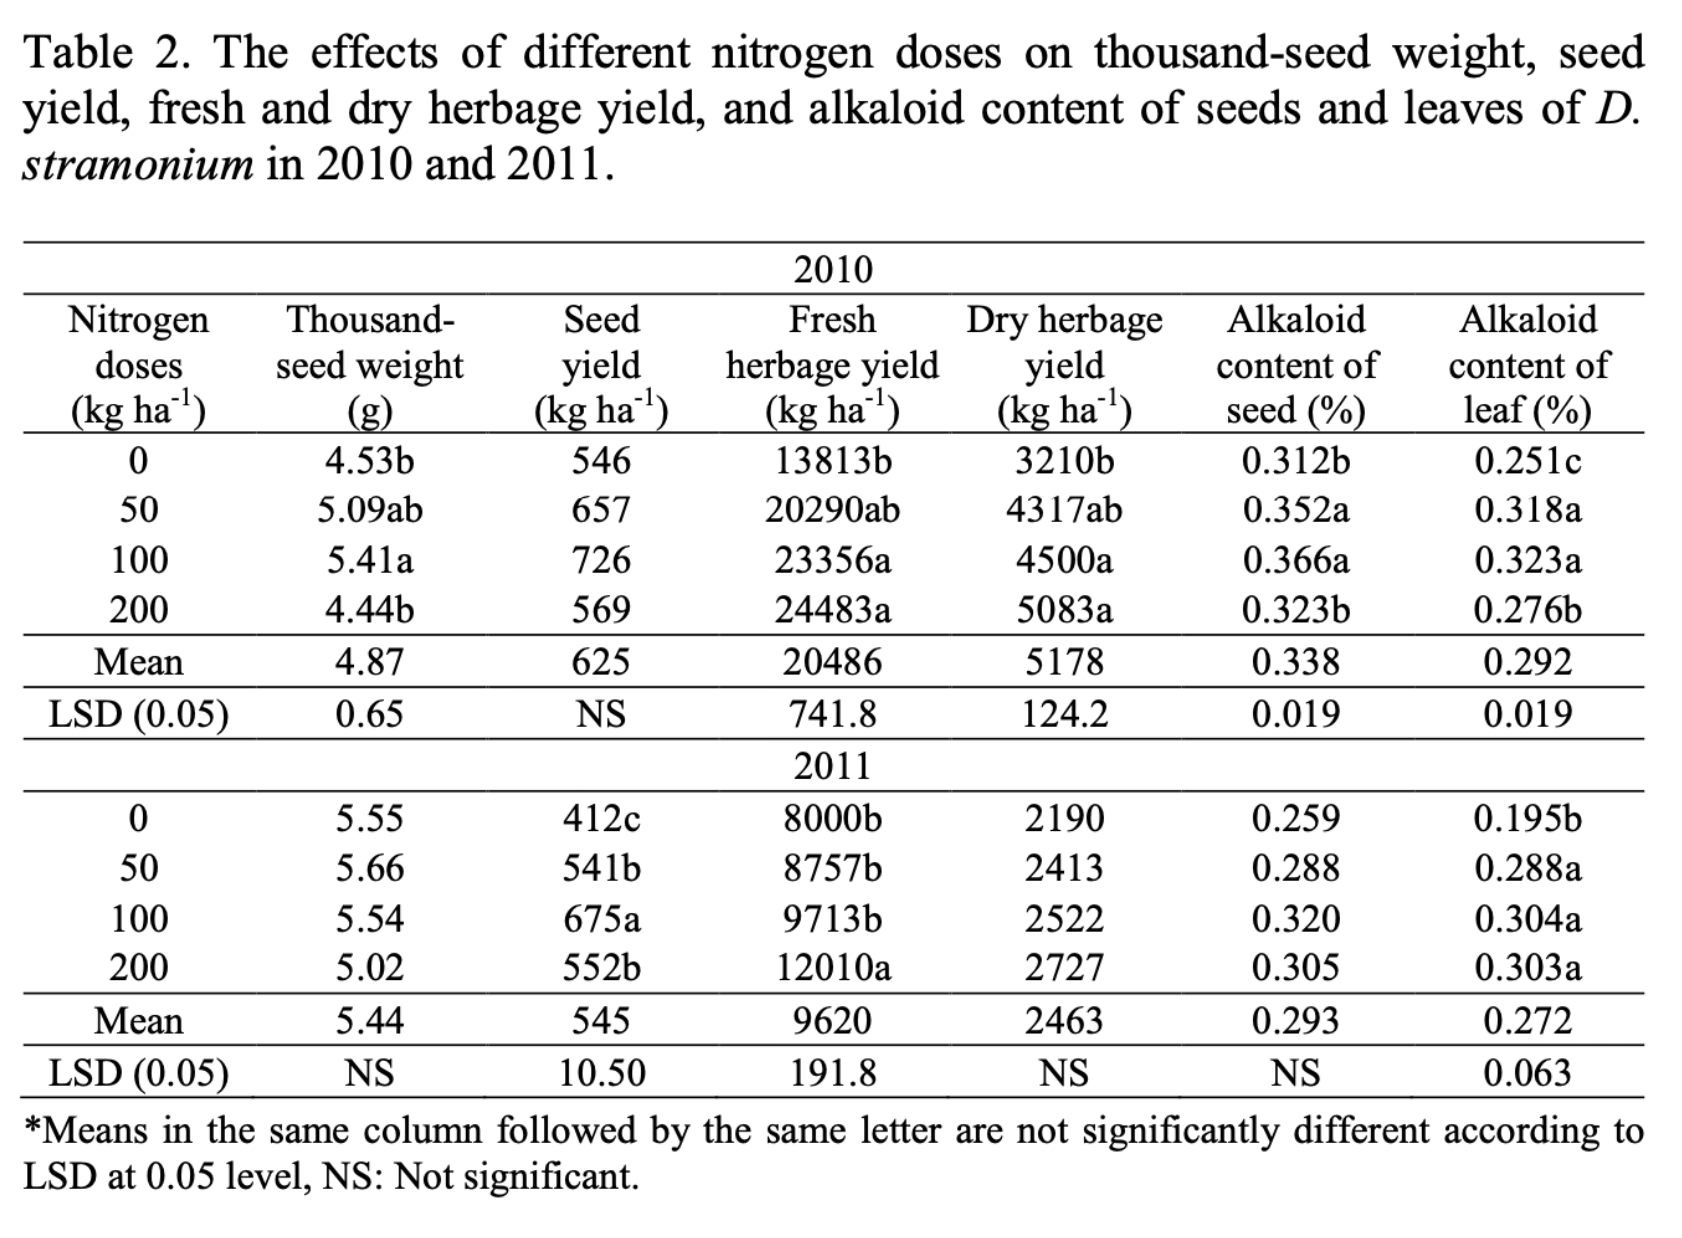 Table 2. The effects of different nitrogen doses on thousand-seed weight, seed
yield, fresh and dry herbage yield, and alkaloid content of seeds and leaves of D.
stramonium in 2010 and 2011.
2010
Nitrogen Thousand- Seed Fresh Dry herbage Alkaloid Alkaloid
doses seed weight yield herbage yield yield content of content of
(kg ha⁻¹) (g) (kg ha⁻¹) (kg ha⁻¹) (kg ha⁻¹) seed (%) leaf (%)
0 4.53b 546 13813b 3210b 0.312b 0.251c
50 5.09ab 657 20290ab 4317ab 0.352a 0.318a
100 5.41a 726 23356a 4500a 0.366a 0.323a
200 4.44b 569 24483a 5083a 0.323b 0.276b
Mean 4.87 625 20486 5178 0.338 0.292
LSD (0.05) 0.65 NS 741.8 124.2 0.019 0.019
2011
0 5.55 412c 8000b 2190 0.259 0.195b
50 5.66 541b 8757b 2413 0.288 0.288a
100 5.54 675a 9713b 2522 0.320 0.304a
200 5.02 552b 12010a 2727 0.305 0.303a
Mean 5.44 545 9620 2463 0.293 0.272
LSD (0.05) NS 10.50 191.8 NS NS 0.063
*Means in the same column followed by the same letter are not significantly different according to
LSD at 0.05 level, NS: Not significant.